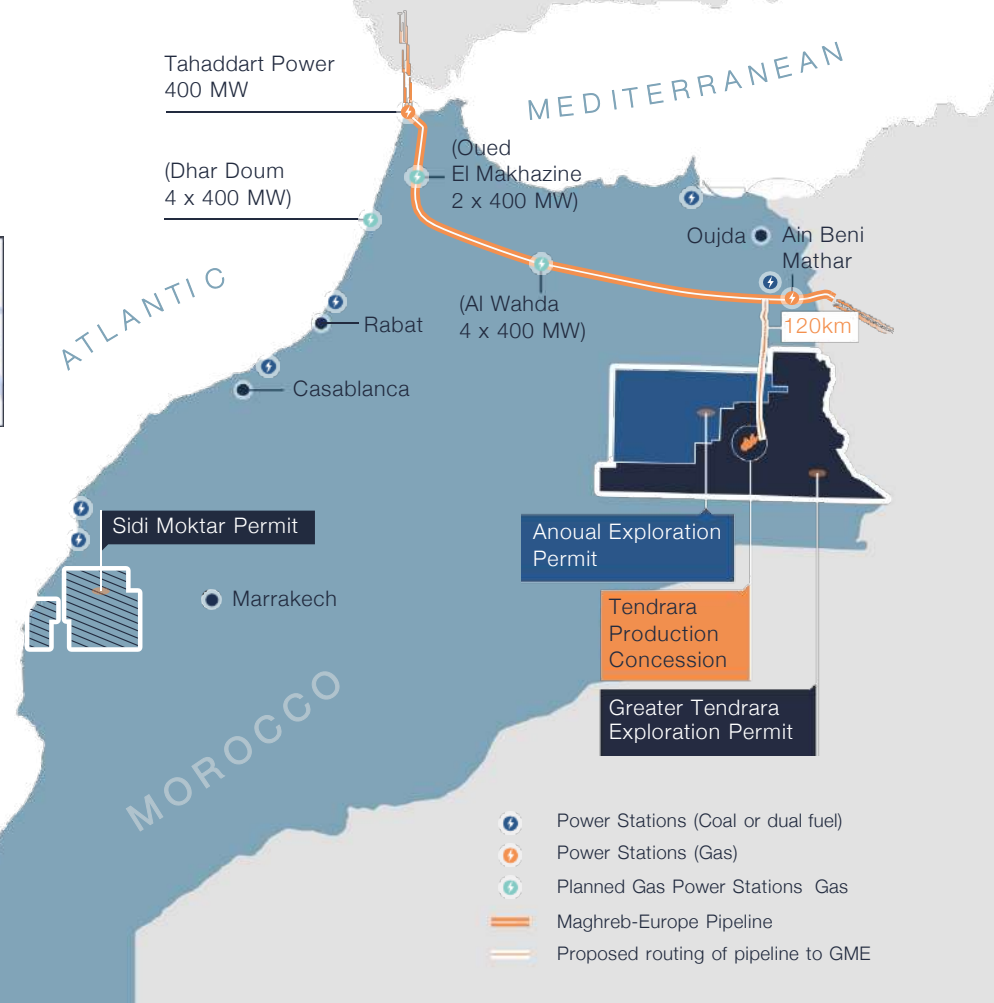 Tahaddart Power
400 MW
MEDITERRANEAN
(Dhar Doum
4 x 400 MW)
(Oued
El Makhazine
2 x 400 MW)
Oujda
Ain Beni
Mathar
ATLANTIC
(Al Wahda
4 x 400 MW)
Rabat
120km
Casablanca
Sidi Moktar Permit
Anoual Exploration
Permit
Marrakech
Tendrara
Production
Concession
MOROCCO
Greater Tendrara
Exploration Permit
Power Stations (Coal or dual fuel)
Power Stations (Gas)
Planned Gas Power Stations Gas
Maghreb-Europe Pipeline
Proposed routing of pipeline to GME